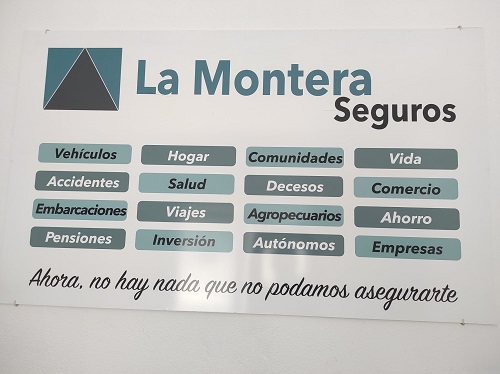 La Montera
Seguros
Vehículos Hogar Comunidades Vida
Accidentes Salud Decesos Comercio
Embarcaciones Viajes Agropecuarios Ahorro
Pensiones Inversión Autónomos Empresas
Ahora, no hay nada que no podamos asegurarte